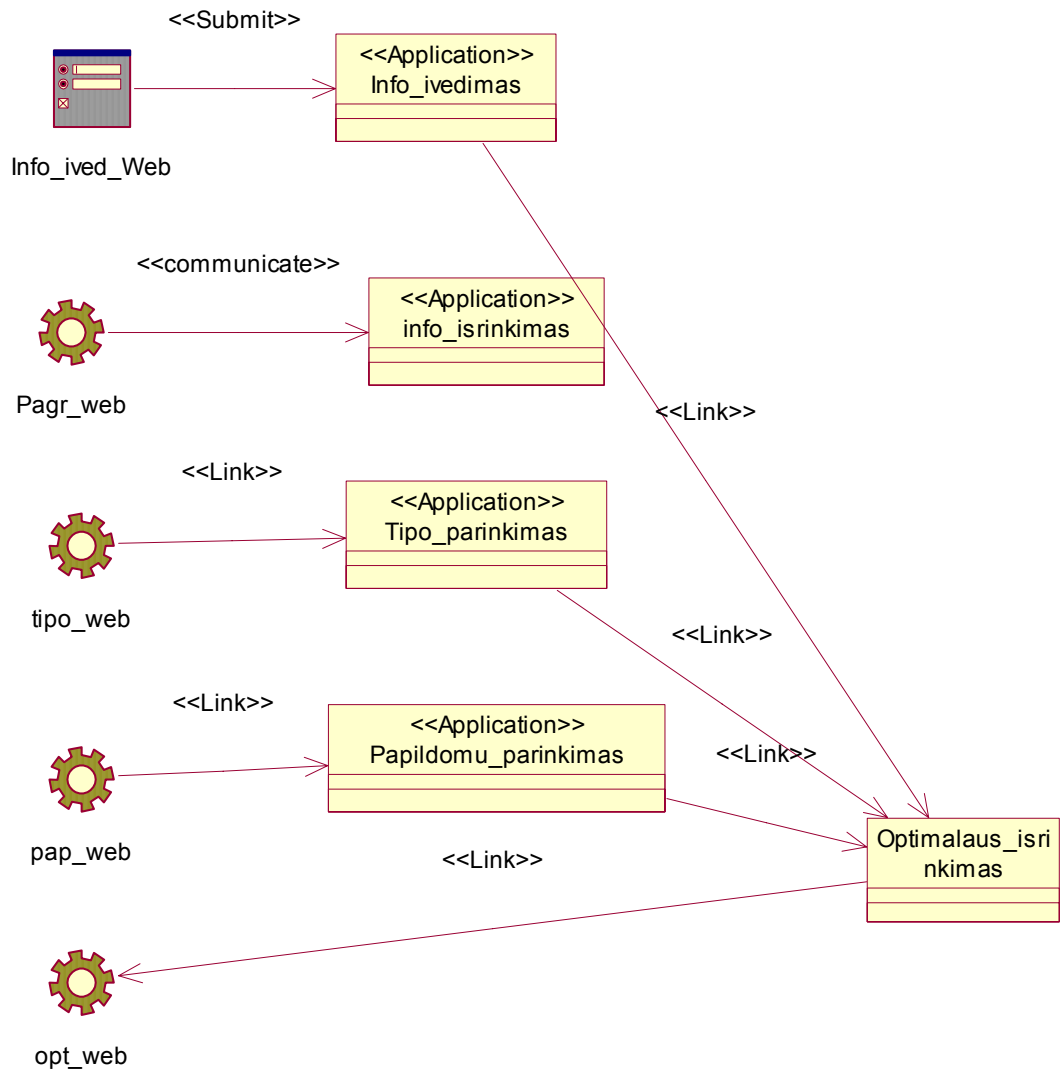 <<Submit>>
<<Application>>
Info_ivedimas
Info_ived_Web
<<communicate>>
<<Application>>
info_isrinkimas
Pagr_web
<<Link>>
<<Link>>
<<Application>>
Tipo_parinkimas
tipo_web
<<Link>>
<<Link>>
<<Application>>
Papildomu_parinkimas
<<Link>>
pap_web
<<Link>>
Optimalaus_isri
nkimas
opt_web